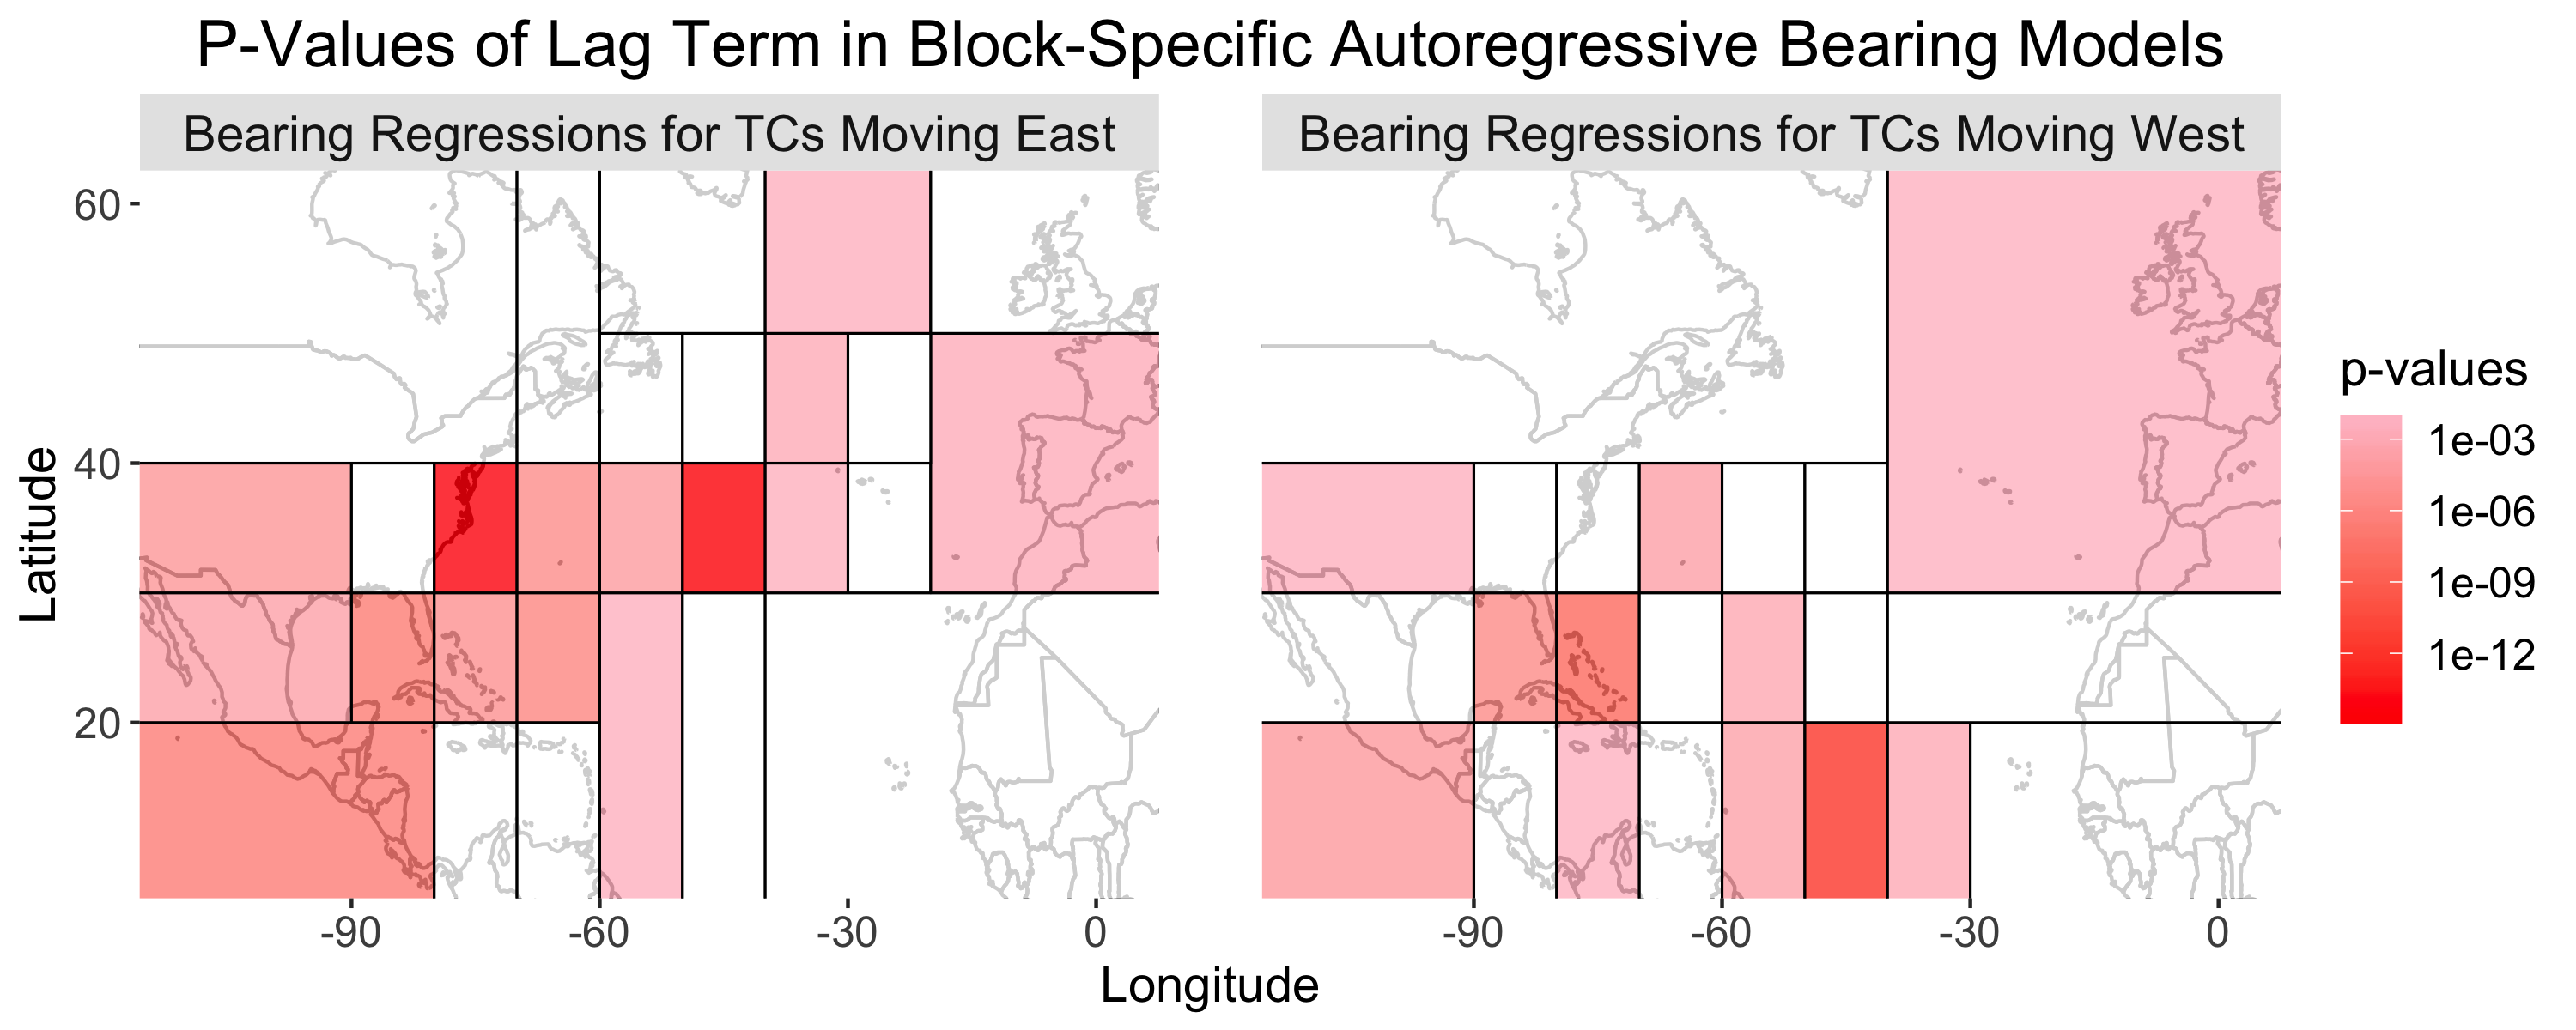 P-Values of Lag Term in Block-Specific Autoregressive Bearing Models
Bearing Regressions for TCs Moving East
Bearing Regressions for TCs Moving West
60
40
20
Latitude
-90
-60
-30
0
-90
-60
-30
0
Longitude
p-values
1e-03
1e-06
1e-09
1e-12